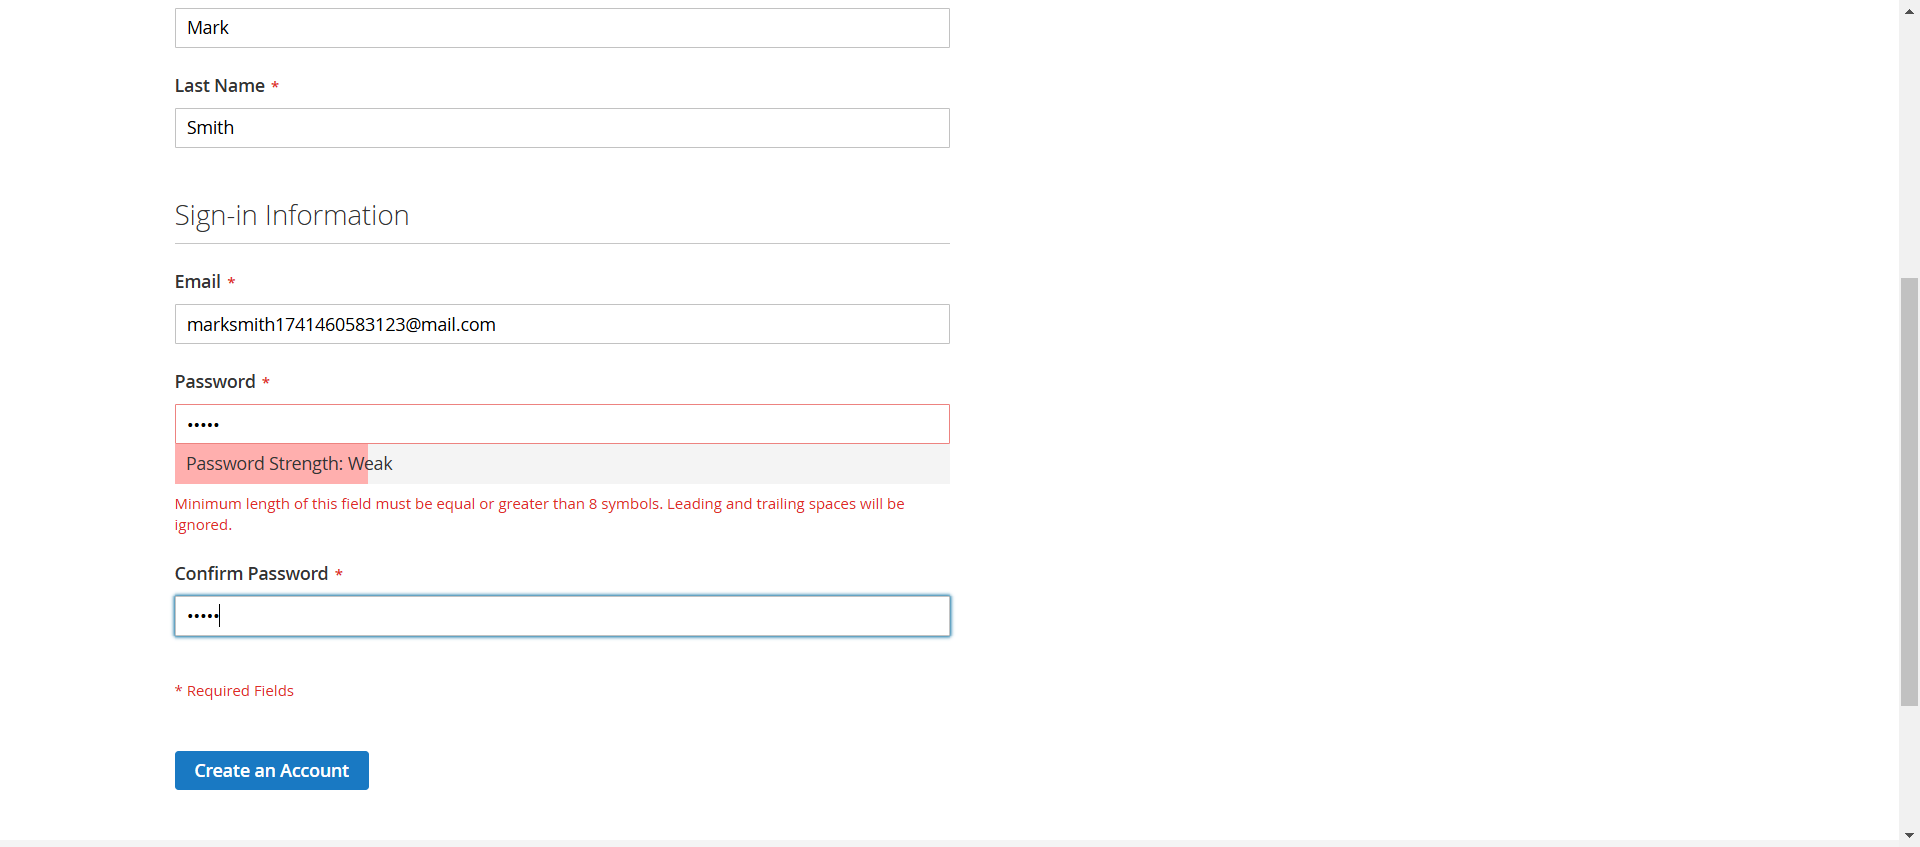 Mark
Last Name *
Smith
Sign-in Information
Email *
marksmith1741460583123@mail.com
Password *
•••••
Password Strength: Weak
Minimum length of this field must be equal or greater than 8 symbols. Leading and trailing spaces will be
ignored.
Confirm Password *
•••••
* Required Fields
Create an Account